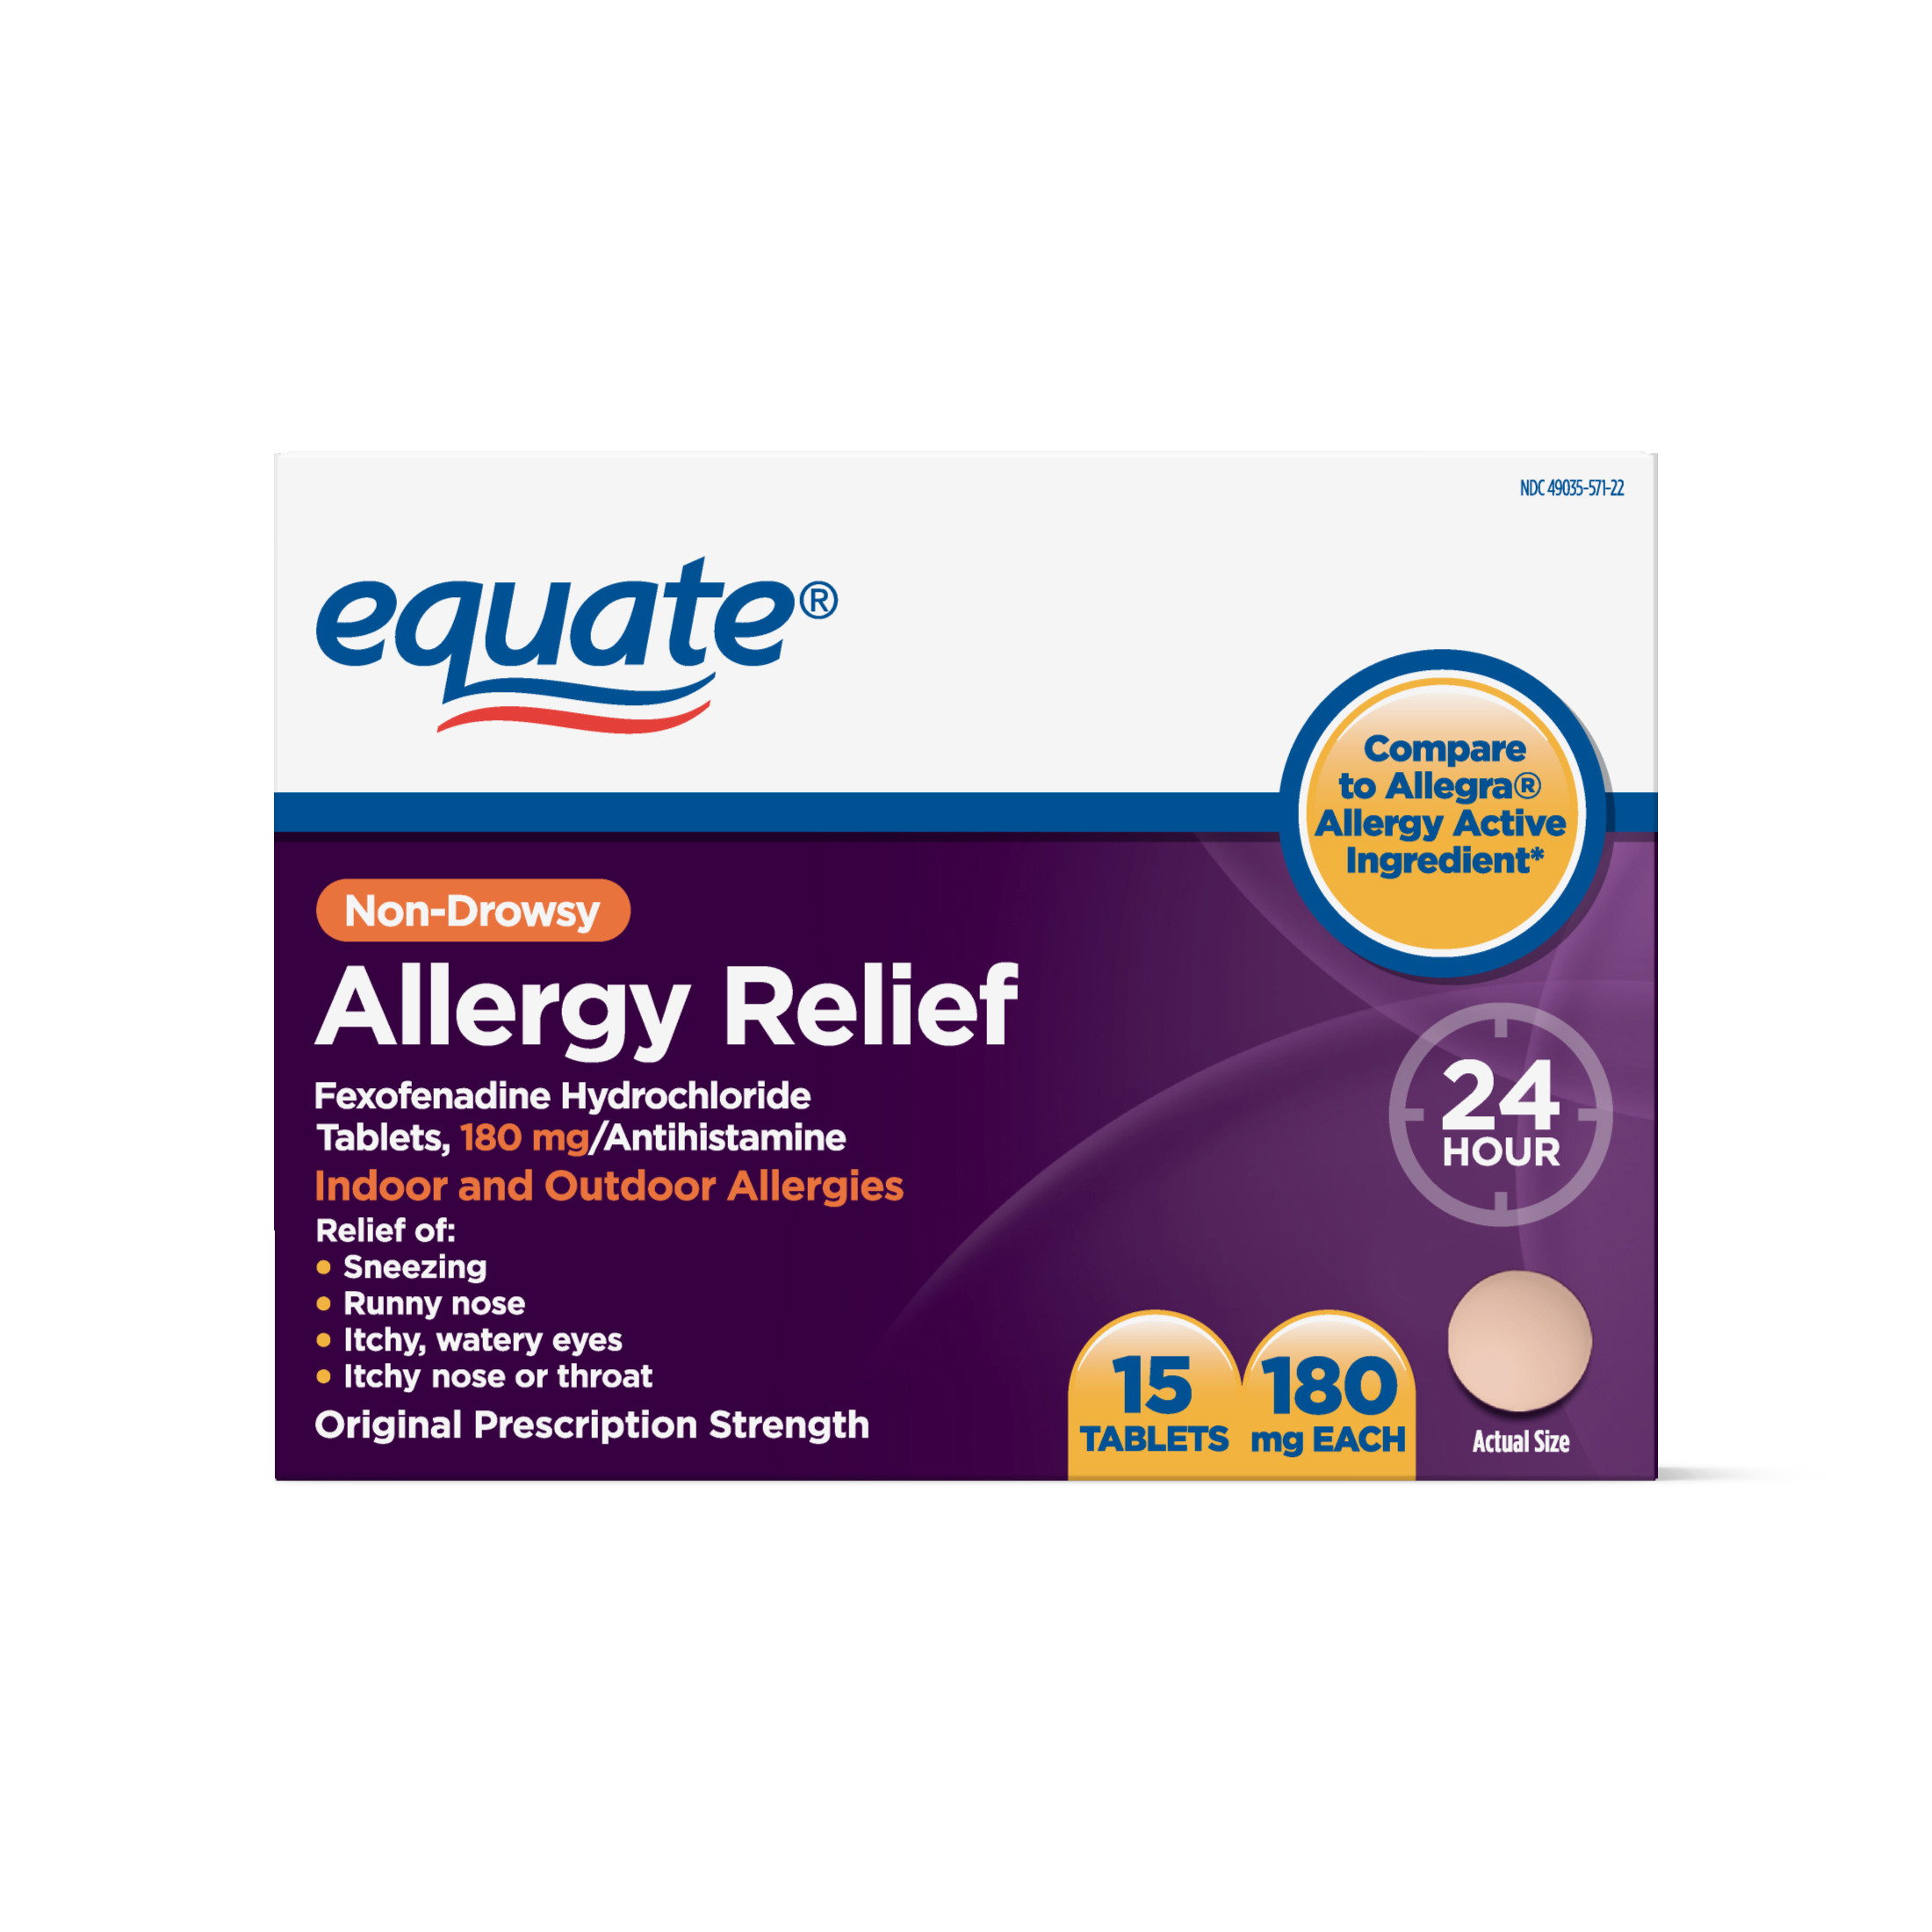 NDC 49035-571-22
equate®
Compare
to Allegra®
Allergy Active
Ingredient*
Non-Drowsy
Allergy Relief
Fexofenadine Hydrochloride
Tablets, 180 mg/Antihistamine
Indoor and Outdoor Allergies
Relief of:
• Sneezing
• Runny nose
• Itchy, watery eyes
• Itchy nose or throat
Original Prescription Strength
24
HOUR
15
TABLETS
180
mg EACH
Actual Size